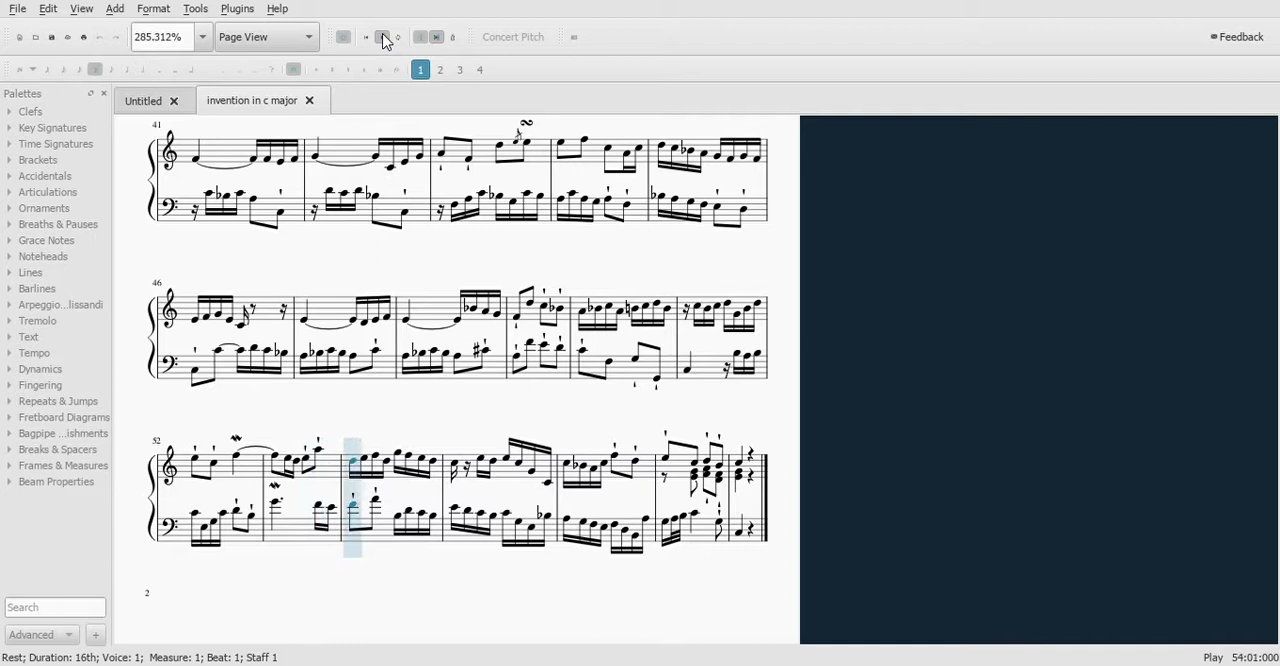 File Edit View Add Format Tools Plugins Help
285.312% Page View Concert Pitch Feedback
1 2 3 4
Palettes
Untitled invention in c major
Clefs
Key Signatures
Time Signatures
Brackets
Accidentals
Articulations
Ornaments
Breaths & Pauses
Grace Notes
Noteheads
Lines
Barlines
Arpeggio...lissandi
Tremolo
Text
Tempo
Dynamics
Fingering
Repeats & Jumps
Fretboard Diagrams
Bagpipe ...ishments
Breaks & Spacers
Frames & Measures
Beam Properties
Search
Advanced +
41
46
52
2
Rest; Duration: 16th; Voice: 1; Measure: 1; Beat: 1; Staff 1 Play 54:01:000